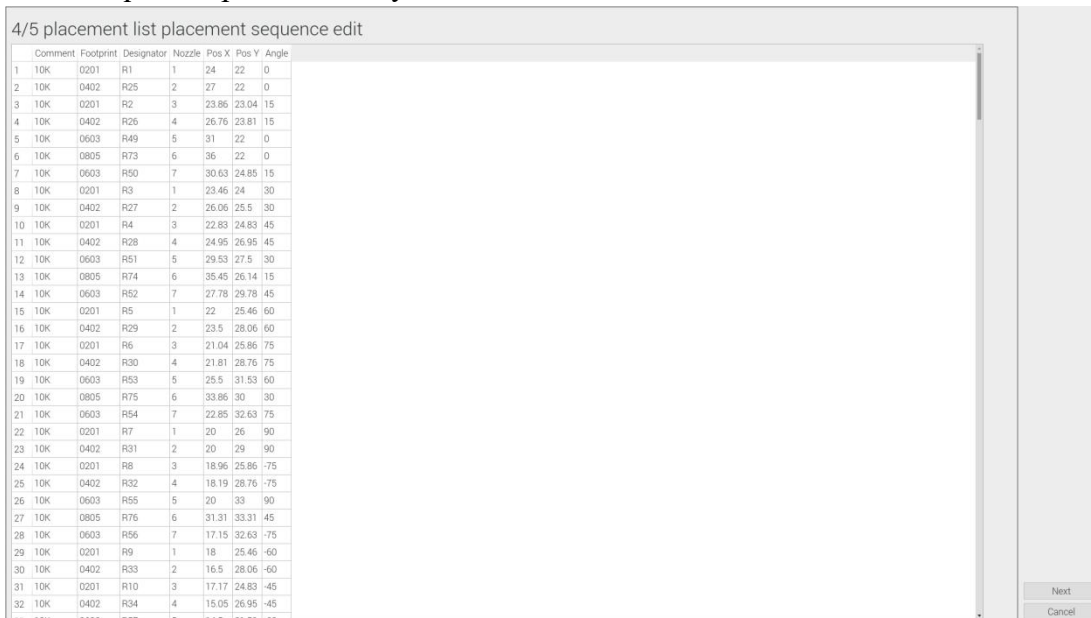 4/5 placement list placement sequence edit
Comment Footprint Designator Nozzle Pos X Pos Y Angle
1 10K 0201 R1 1 24 22 0
2 10K 0402 R25 2 27 22 0
3 10K 0201 R2 3 23.86 23.04 15
4 10K 0402 R26 4 26.76 23.81 15
5 10K 0603 R49 5 31 22 0
6 10K 0805 R73 6 36 22 0
7 10K 0603 R50 7 30.63 24.85 15
8 10K 0201 R3 1 23.46 24 30
9 10K 0402 R27 2 26.06 25.5 30
10 10K 0201 R4 3 22.83 24.83 45
11 10K 0402 R28 4 24.95 26.95 45
12 10K 0603 R51 5 29.53 27.5 30
13 10K 0805 R74 6 35.45 26.14 15
14 10K 0603 R52 7 27.78 29.78 45
15 10K 0201 R5 1 22 25.46 60
16 10K 0402 R29 2 23.5 28.06 60
17 10K 0201 R6 3 21.04 25.86 75
18 10K 0402 R30 4 21.81 28.76 75
19 10K 0603 R53 5 25.5 31.53 60
20 10K 0805 R75 6 33.86 30 30
21 10K 0603 R54 7 22.85 32.63 75
22 10K 0201 R7 1 20 26 90
23 10K 0402 R31 2 20 29 90
24 10K 0201 R8 3 18.96 25.86 -75
25 10K 0402 R32 4 18.19 28.76 -75
26 10K 0603 R55 5 20 33 90
27 10K 0805 R76 6 31.31 33.31 45
28 10K 0603 R56 7 17.15 32.63 -75
29 10K 0201 R9 1 18 25.46 -60
30 10K 0402 R33 2 16.5 28.06 -60
31 10K 0201 R10 3 17.17 24.83 -45
32 10K 0402 R34 4 15.05 26.95 -45
Next
Cancel